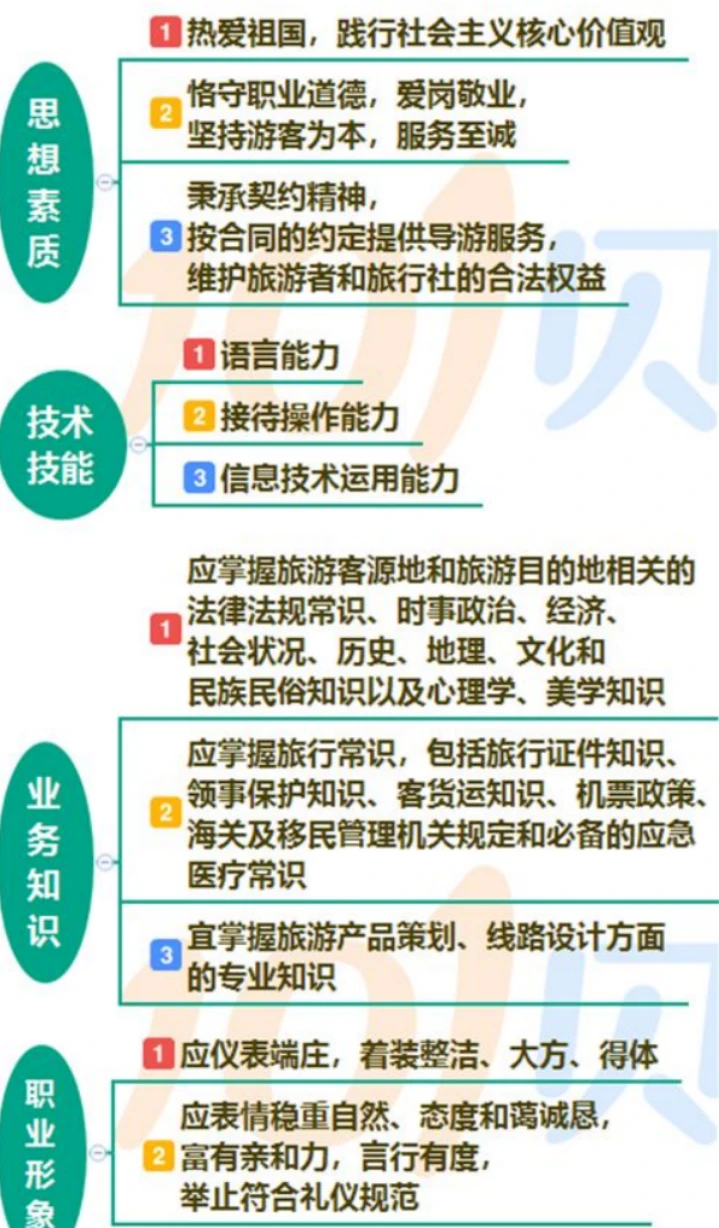 思想素质
1 热爱祖国，践行社会主义核心价值观
2 恪守职业道德，爱岗敬业，
坚持游客为本，服务至诚
3 秉承契约精神，
按合同的约定提供导游服务，
维护旅游者和旅行社的合法权益
技术
技能
1 语言能力
2 接待操作能力
3 信息技术运用能力
业务知识
1 应掌握旅游客源地和旅游目的地相关的
法律法规常识、时事政治、经济、
社会状况、历史、地理、文化和
民族民俗知识以及心理学、美学知识
2 应掌握旅行常识，包括旅行证件知识、
领事保护知识、客货运知识、机票政策、
海关及移民管理机关规定和必备的应急
医疗常识
3 宜掌握旅游产品策划、线路设计方面
的专业知识
职业形象
1 应仪表端庄，着装整洁、大方、得体
2 应表情稳重自然、态度和蔼诚恳，
富有亲和力，言行有度，
举止符合礼仪规范
101贝
101贝